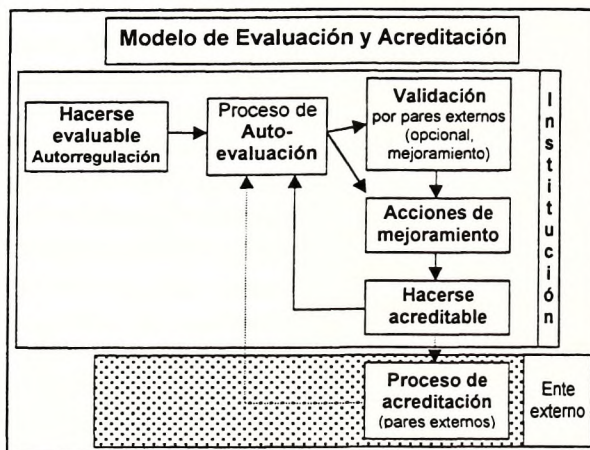 Modelo de Evaluación y Acreditación
Hacerse
evaluable
Autorregulación
Proceso de
Auto-
evaluación
Validación
por pares externos
(opcional,
mejoramiento)
Acciones de
mejoramiento
Hacerse
acreditable
Institución
Proceso de
acreditación
(pares externos)
Ente
externo